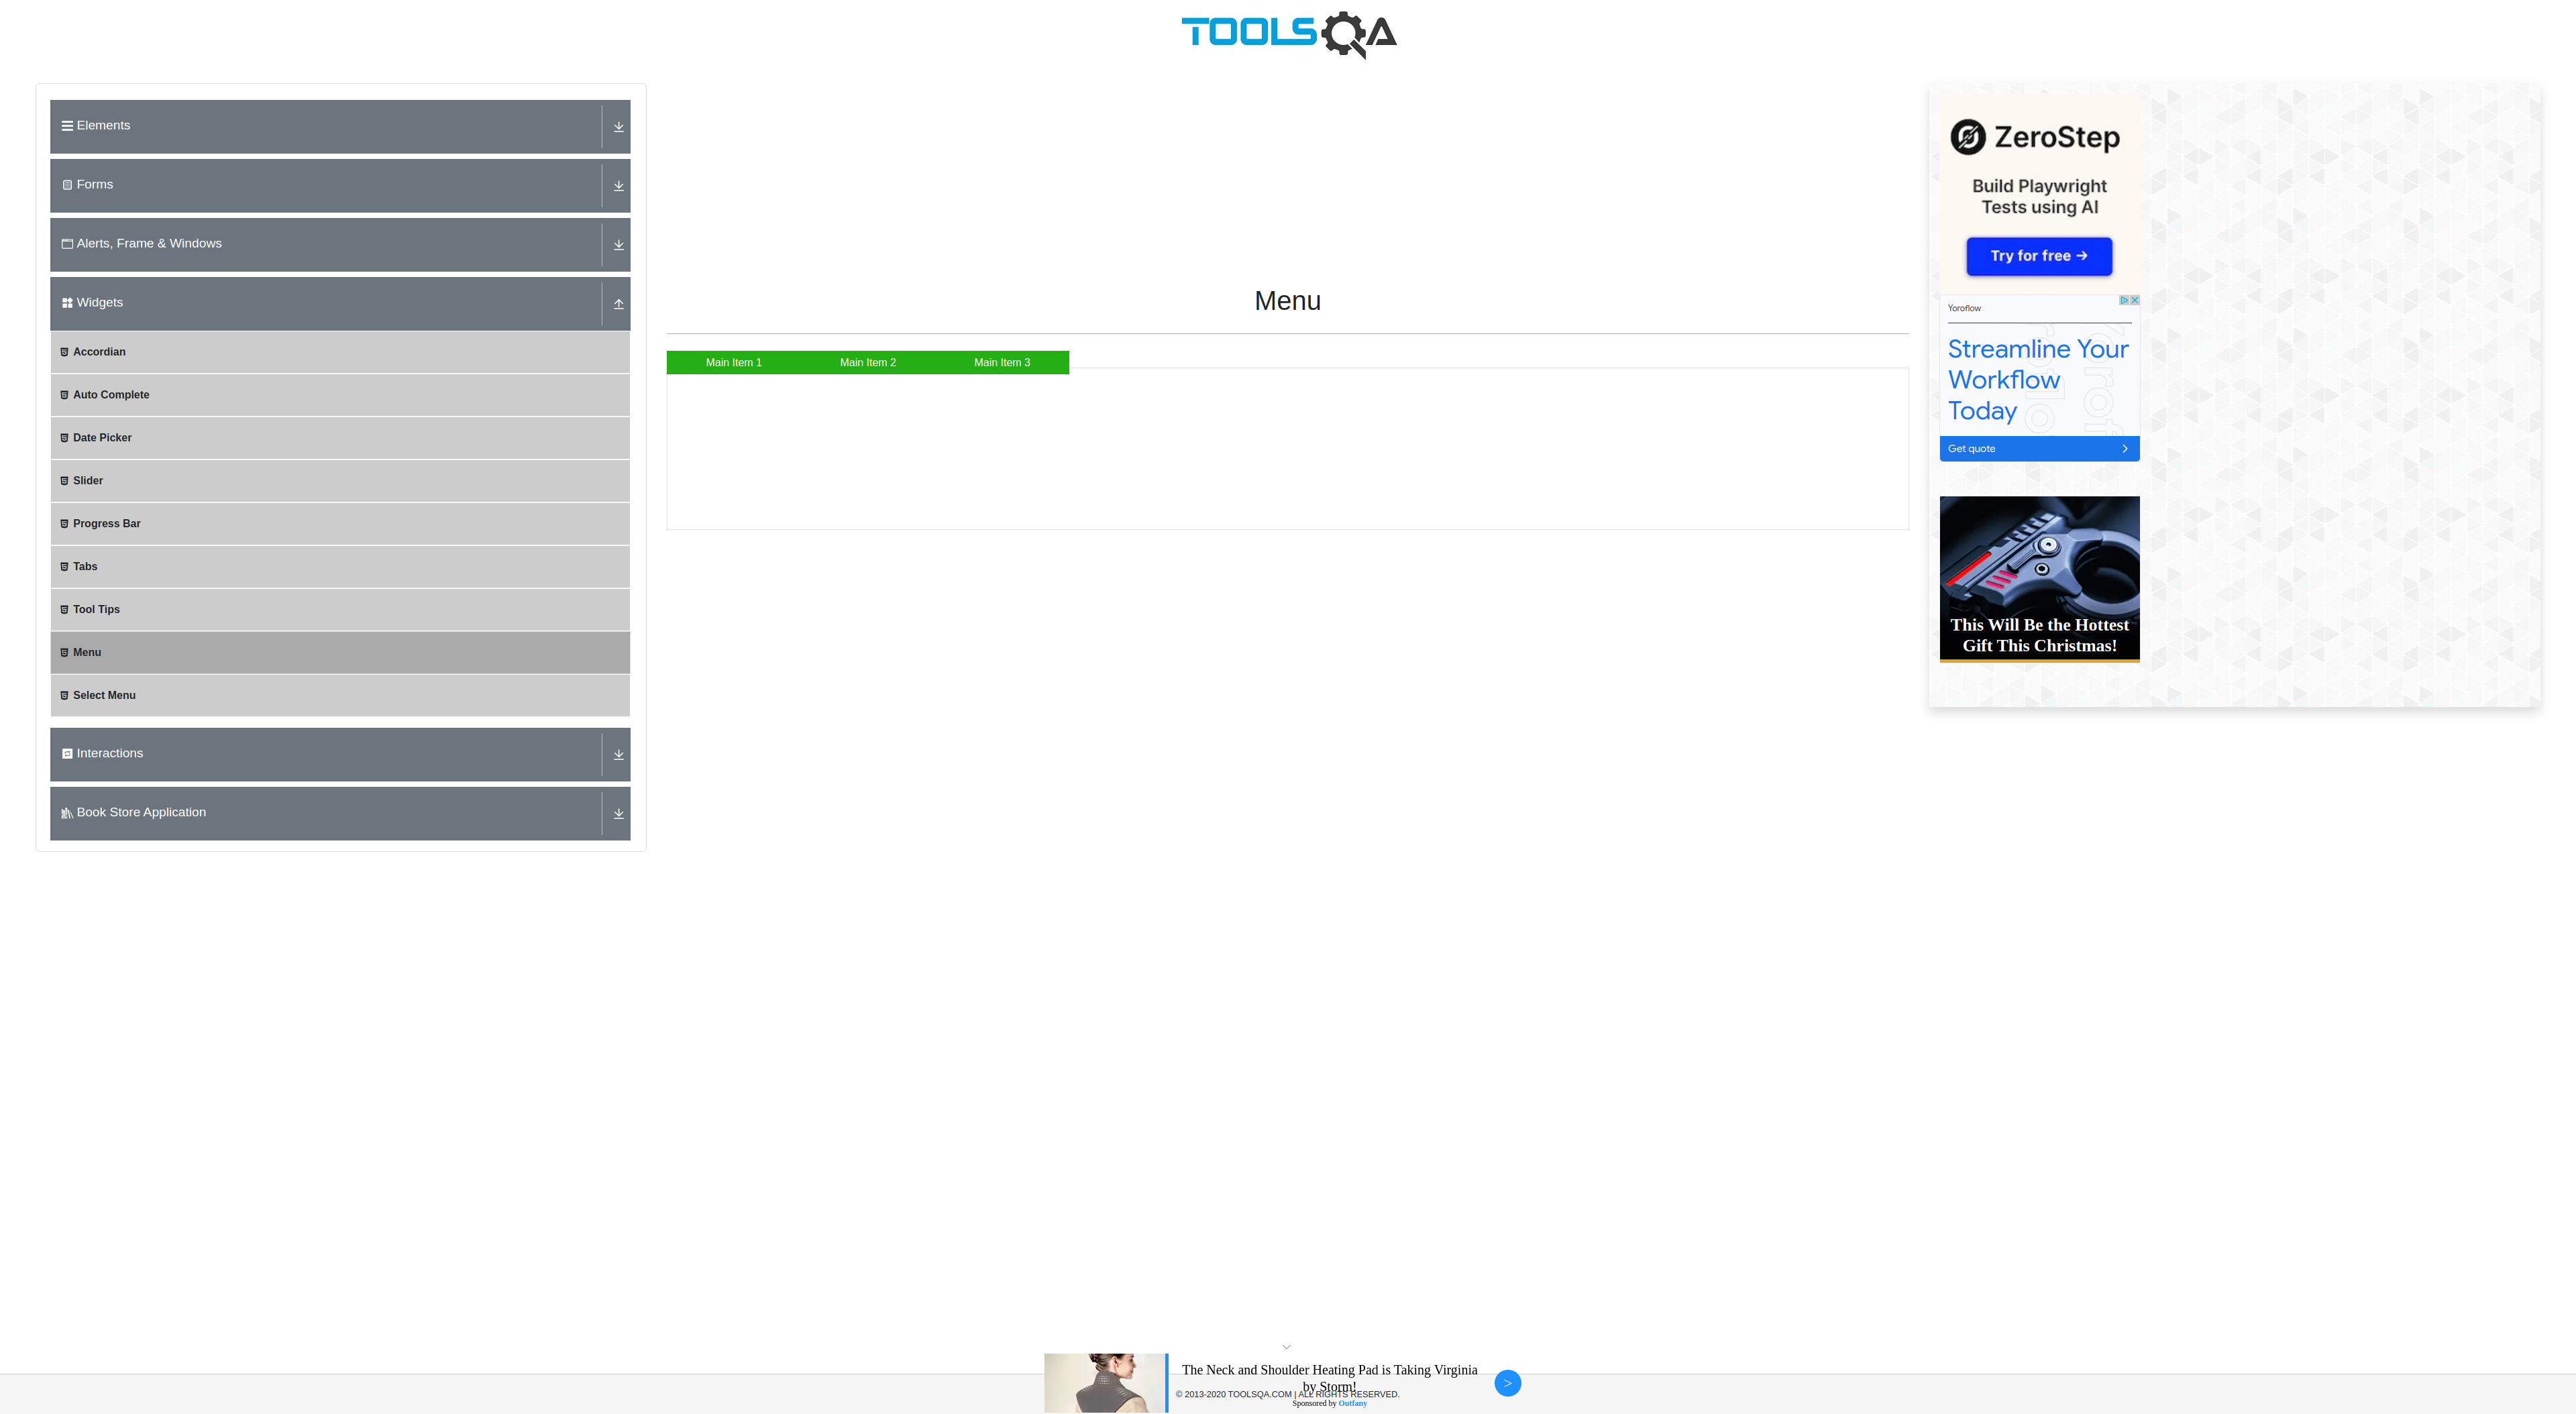 TOOLSQA
Elements
Forms
Alerts, Frame & Windows
Widgets
Accordian
Auto Complete
Date Picker
Slider
Progress Bar
Tabs
Tool Tips
Menu
Select Menu
Interactions
Book Store Application
Menu
Main Item 1
Main Item 2
Main Item 3
ZeroStep
Build Playwright
Tests using AI
Try for free →
Yoroflow
Streamline Your
Workflow
Today
Get quote
This Will Be the Hottest
Gift This Christmas!
The Neck and Shoulder Heating Pad is Taking Virginia
by Storm!
© 2013-2020 TOOLSQA.COM | ALL RIGHTS RESERVED.
Sponsored by Outfany